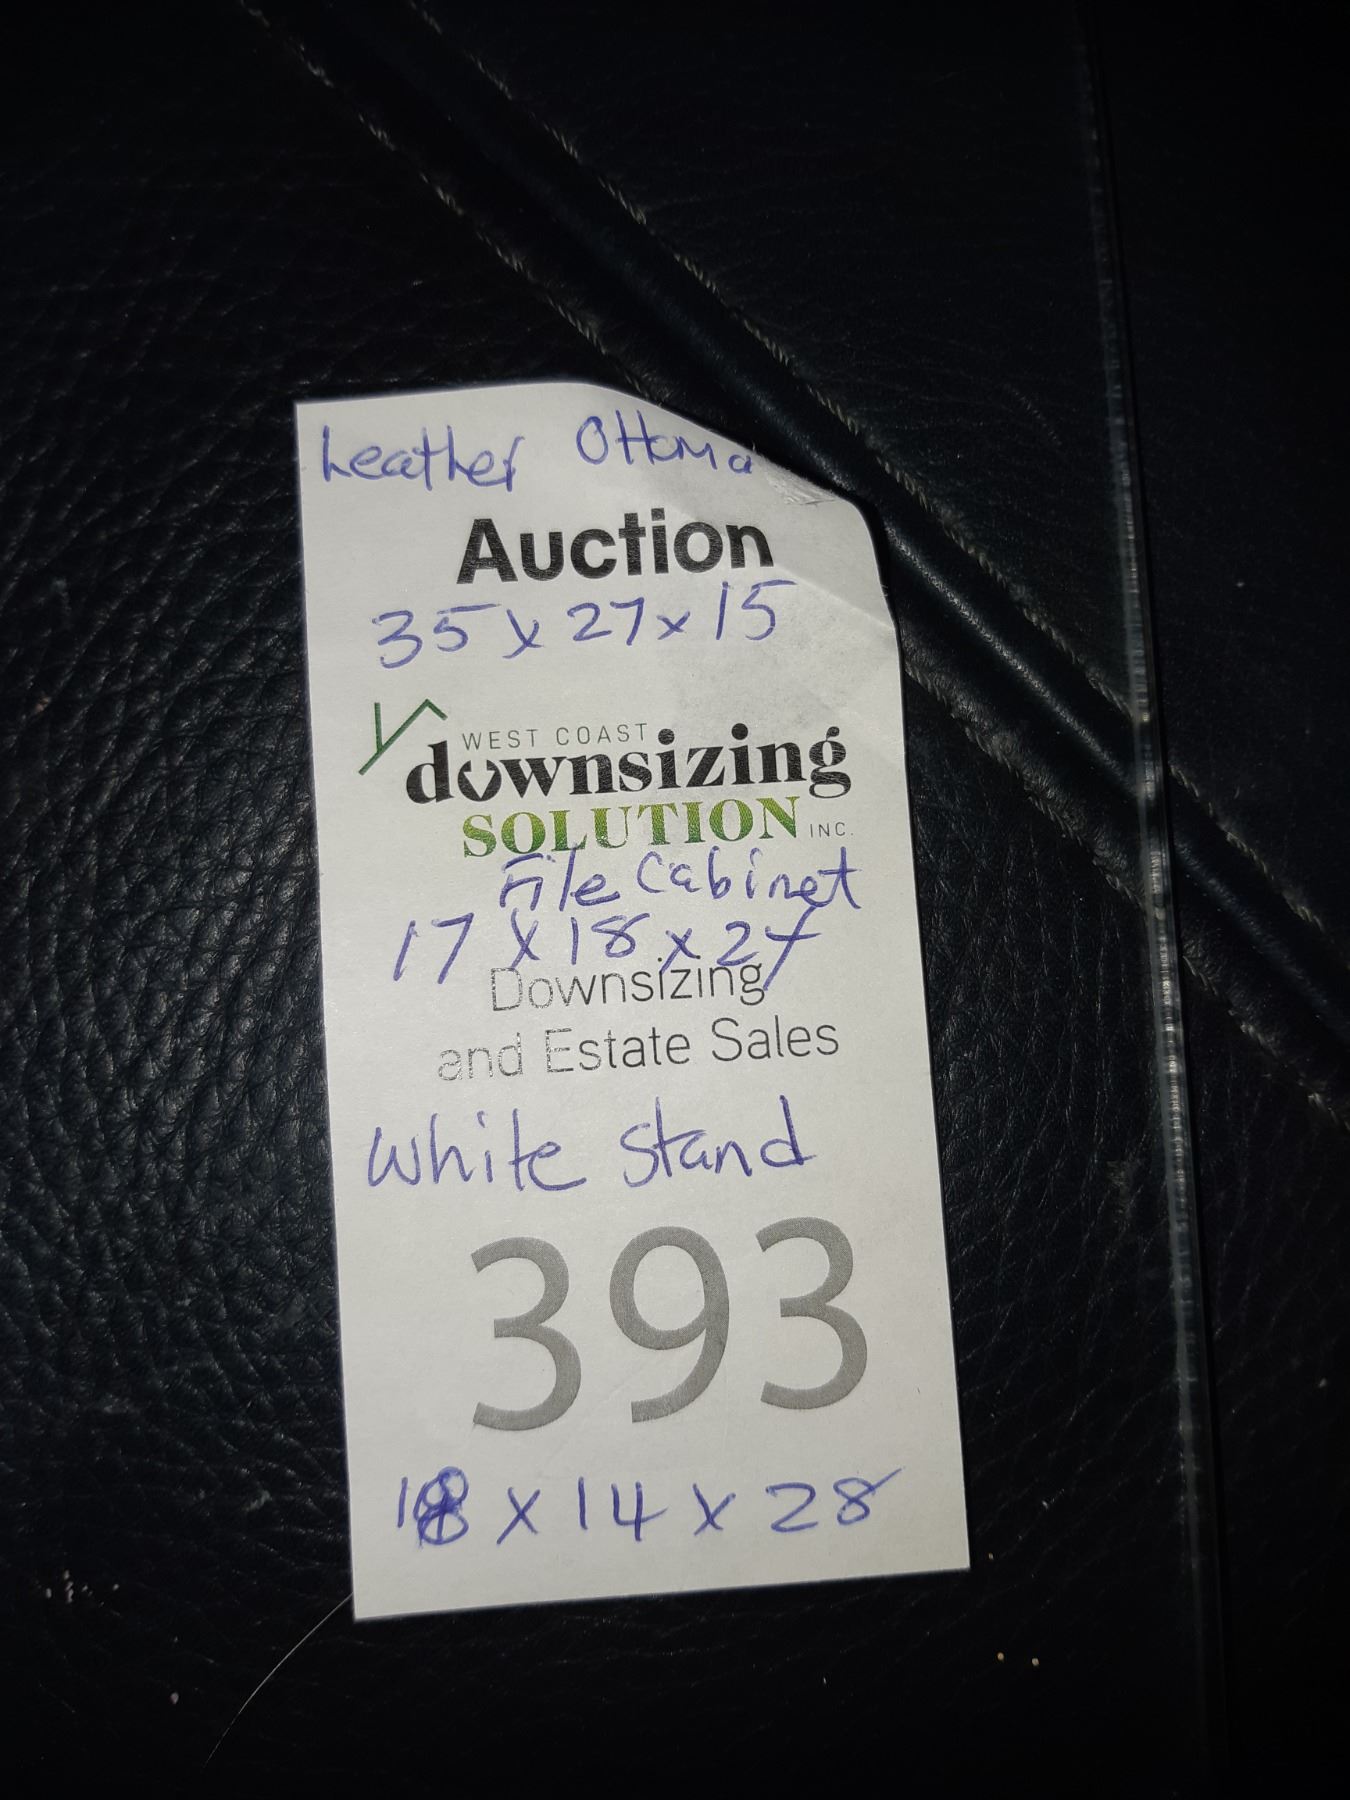 Leather Ottoma
Auction
35 x 27 x 15
WEST COAST
downsizing
SOLUTION INC.
File Cabinet
17 x 18 x 27
Downsizing
and Estate Sales
White Stand
393
18 x 14 x 28